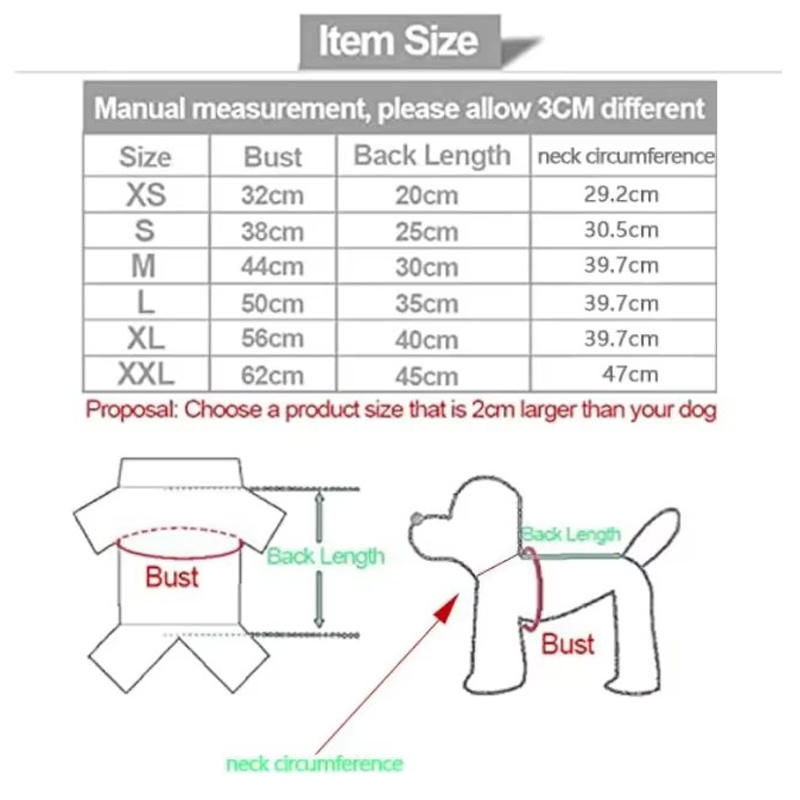 Item Size
Manual measurement, please allow 3CM different
Size Bust Back Length neck circumference
XS 32cm 20cm 29.2cm
S 38cm 25cm 30.5cm
M 44cm 30cm 39.7cm
L 50cm 35cm 39.7cm
XL 56cm 40cm 39.7cm
XXL 62cm 45cm 47cm
Proposal: Choose a product size that is 2cm larger than your dog
Back Length
Back Length
Bust
Bust
neck circumference